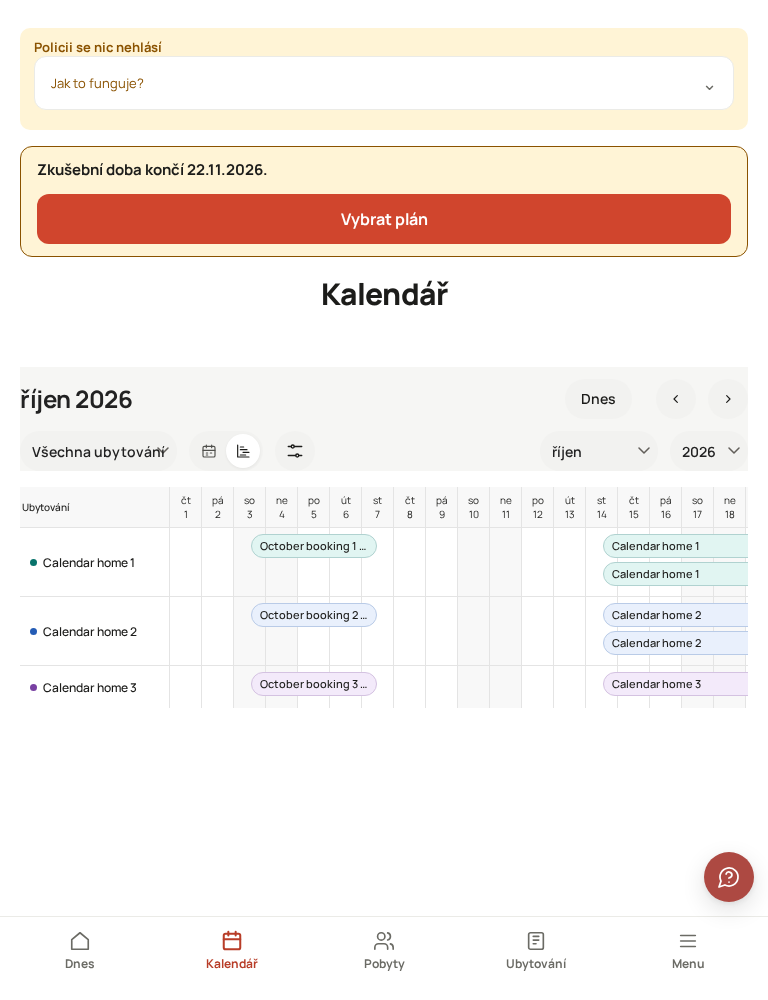 Policii se nic nehlásí
Jak to funguje?
Zkušební doba končí 22.11.2026.
Vybrat plán
Kalendář
říjen 2026
Dnes
Všechna ubytování
říjen
2026
Ubytování
čt pá so ne po út st čt pá so ne po út st čt pá so ne
1 2 3 4 5 6 7 8 9 10 11 12 13 14 15 16 17 18
Calendar home 1
October booking 1 ...
Calendar home 1
Calendar home 1
Calendar home 2
October booking 2 ...
Calendar home 2
Calendar home 2
Calendar home 3
October booking 3 ...
Calendar home 3
Dnes
Kalendář
Pobyty
Ubytování
Menu